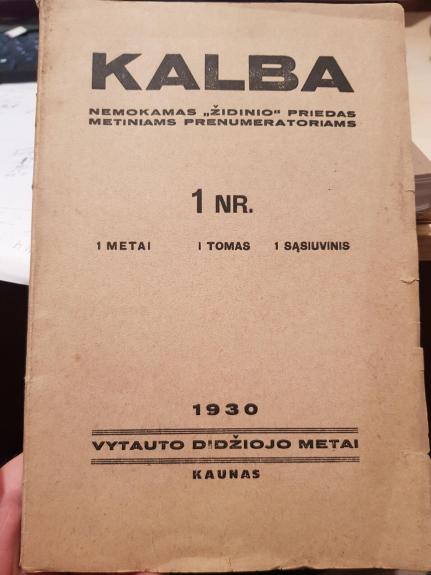 KALBA
NEMOKAMAS „ŽIDINIO“ PRIEDAS
METINIAMS PRENUMERATORIAMS
1 NR.
1 METAI I TOMAS 1 SĄSIUVINIS
1930
VYTAUTO DIDŽIOJO METAI
KAUNAS